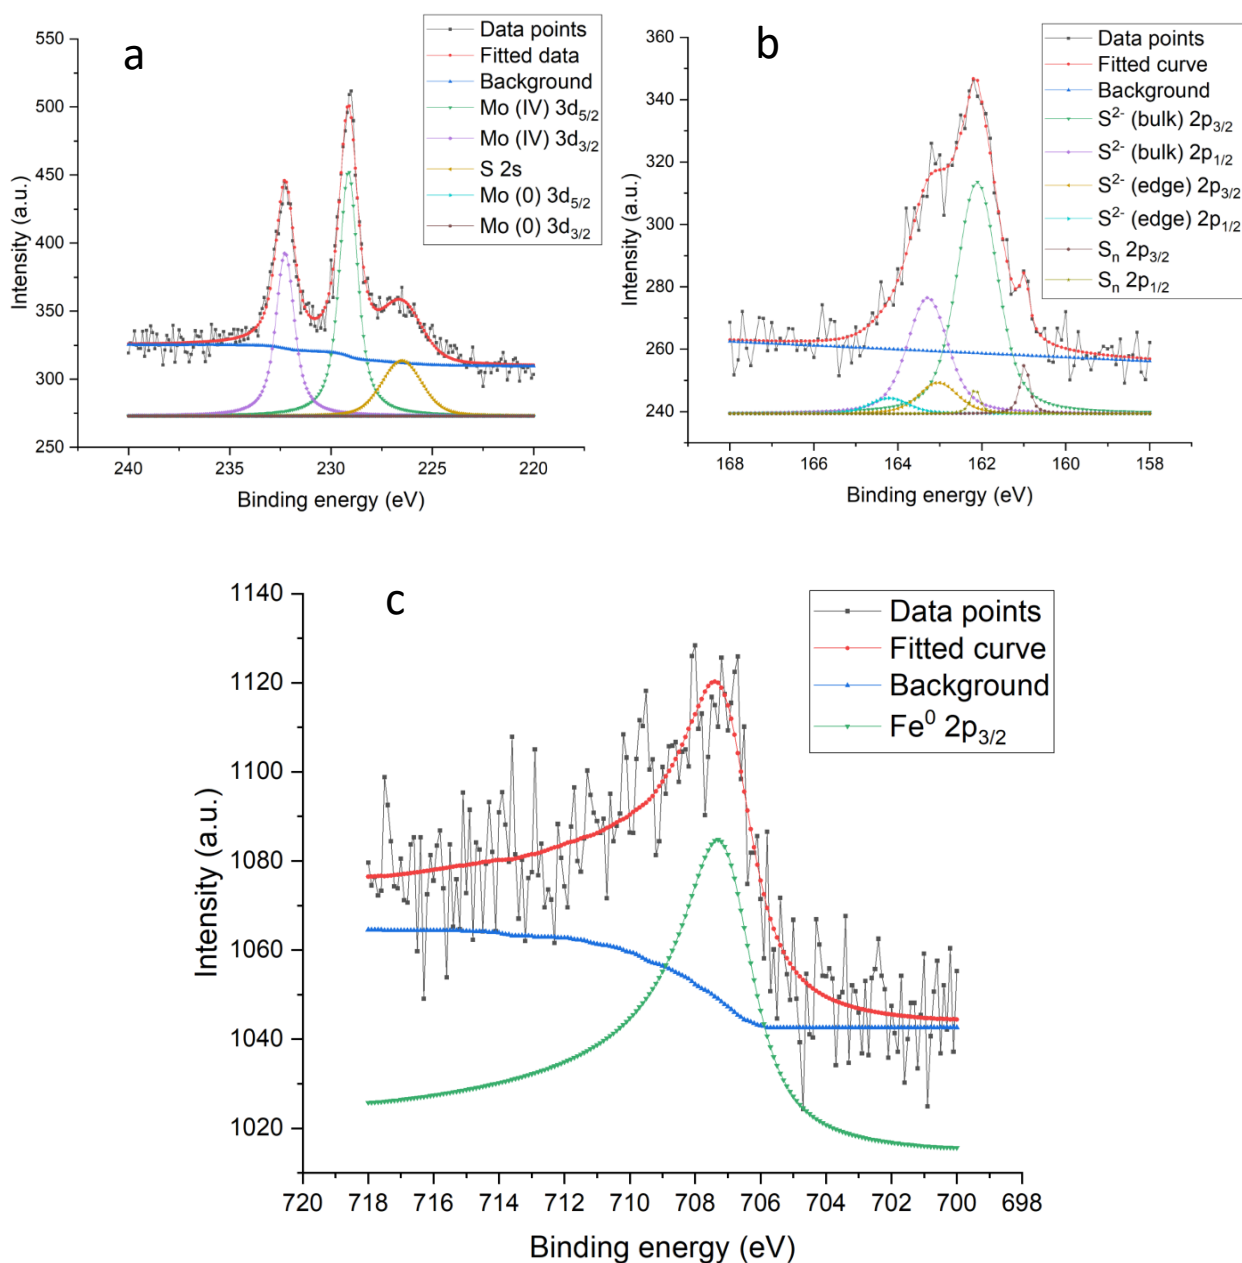 a
Data points
Fitted data
Background
Mo (IV) 3d5/2
Mo (IV) 3d3/2
S 2s
Mo (0) 3d5/2
Mo (0) 3d3/2
550
500
450
400
350
300
250
Intensity (a.u.)
240 235 230 225 220
Binding energy (eV)
b
Data points
Fitted curve
Background
S2- (bulk) 2p3/2
S2- (bulk) 2p1/2
S2- (edge) 2p3/2
S2- (edge) 2p1/2
Sn 2p3/2
Sn 2p1/2
360
340
320
300
280
260
240
Intensity (a.u.)
168 166 164 162 160 158
Binding energy (eV)
c
Data points
Fitted curve
Background
Fe0 2p3/2
1140
1120
1100
1080
1060
1040
1020
Intensity (a.u.)
720 718 716 714 712 710 708 706 704 702 700 698
Binding energy (eV)